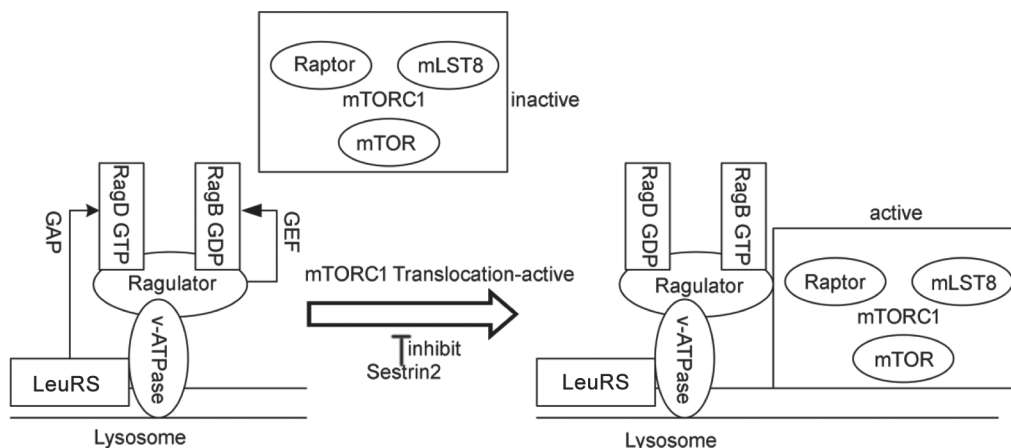 Raptor
mLST8
mTORC1
mTOR
inactive
RagD GTP
RagB GDP
GAP
GEF
Ragulator
v-ATPase
LeuRS
Lysosome
mTORC1 Translocation-active
inhibit
Sestrin2
RagD GDP
RagB GTP
Ragulator
v-ATPase
LeuRS
Lysosome
active
Raptor
mLST8
mTORC1
mTOR